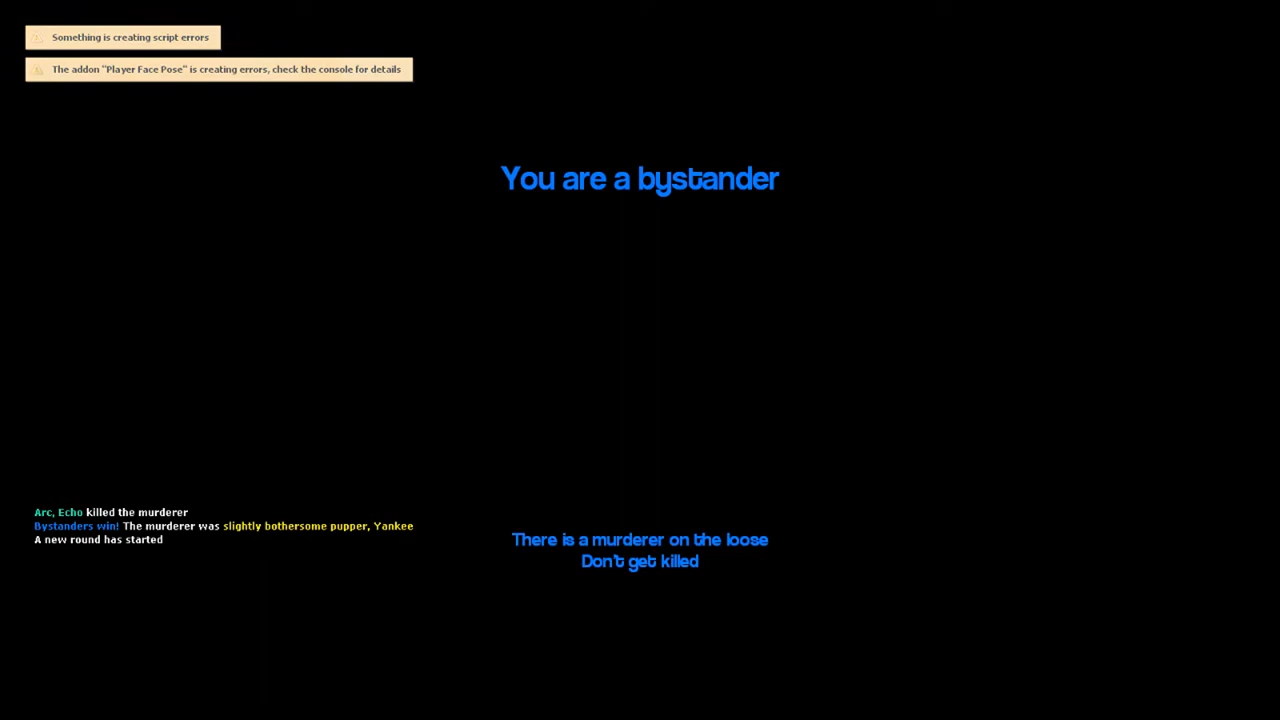 Something is creating script errors
The addon "Player Face Pose" is creating errors, check the console for details
You are a bystander
Arc, Echo killed the murderer
Bystanders win! The murderer was slightly bothersome pupper, Yankee
A new round has started
There is a murderer on the loose
Don't get killed